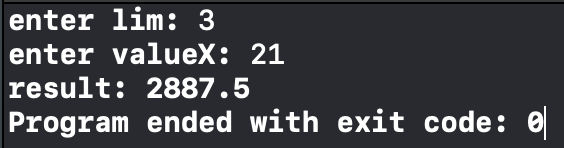 enter lim: 3
enter valueX: 21
result: 2887.5
Program ended with exit code: 0